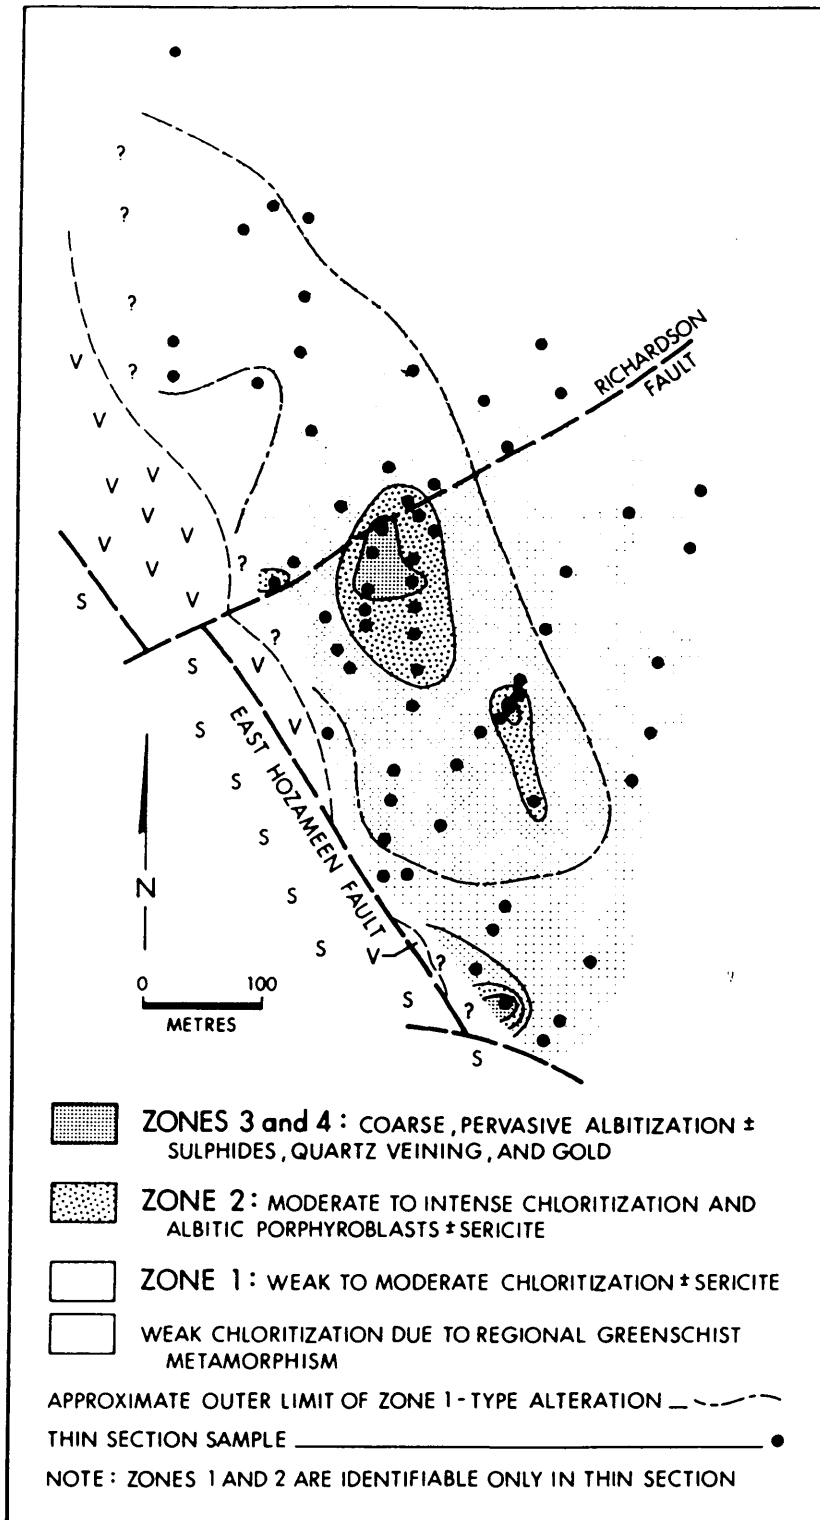 ?
?
?
?
V
V
V
V
V
V
V
V
V
RICHARDSON
FAULT
?
S
?
S
V
S
V
EAST HOZAMEEN FAULT
S
S
S
S
V
?
?
S
S
N
0 100
METRES
ZONES 3 and 4 : COARSE, PERVASIVE ALBITIZATION ±
SULPHIDES, QUARTZ VEINING, AND GOLD
ZONE 2: MODERATE TO INTENSE CHLORITIZATION AND
ALBITIC PORPHYROBLASTS ± SERICITE
ZONE 1: WEAK TO MODERATE CHLORITIZATION ± SERICITE
WEAK CHLORITIZATION DUE TO REGIONAL GREENSCHIST
METAMORPHISM
APPROXIMATE OUTER LIMIT OF ZONE 1-TYPE ALTERATION
THIN SECTION SAMPLE
NOTE : ZONES 1 AND 2 ARE IDENTIFIABLE ONLY IN THIN SECTION